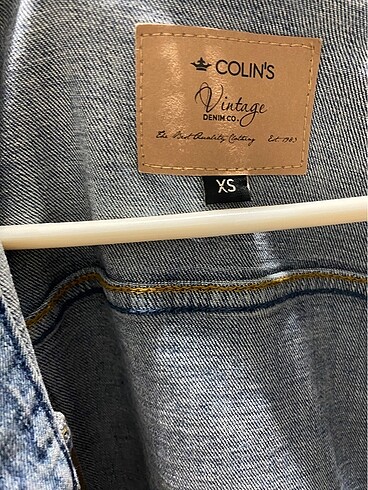 COLIN'S
Vintage
DENIM CO.
The Best Quality Clothing Est 1983
XS